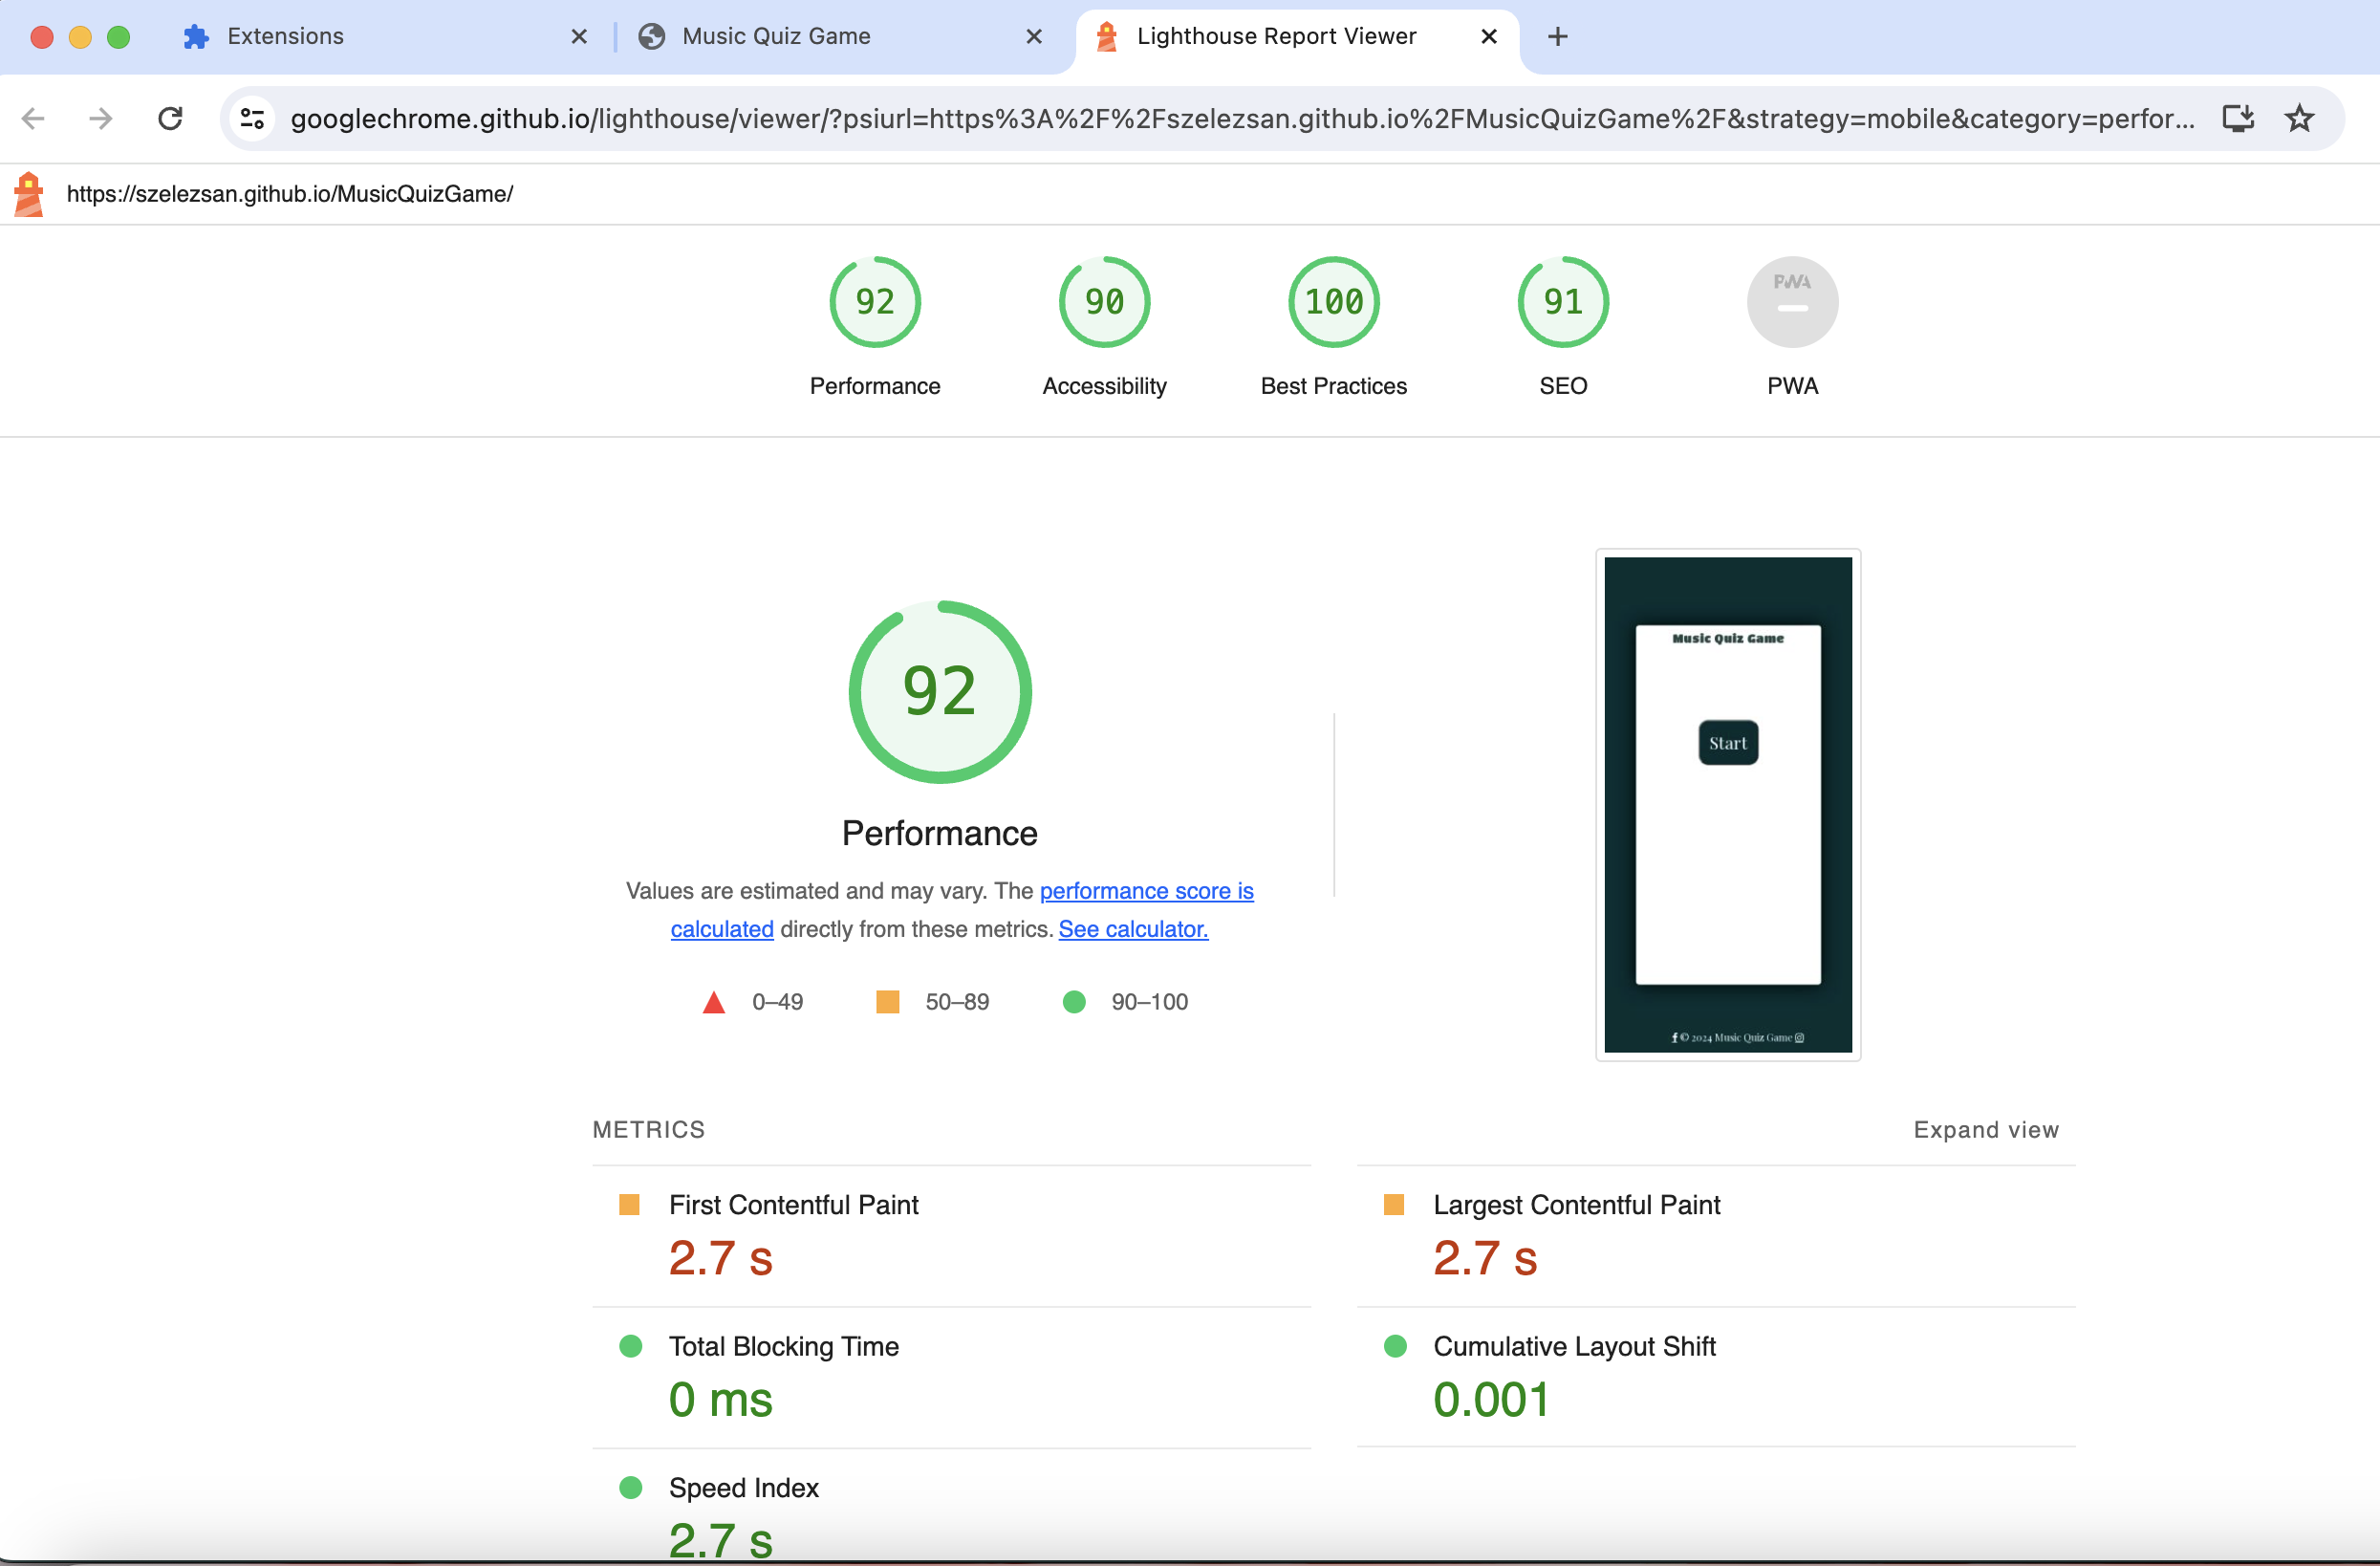 Extensions
Music Quiz Game
Lighthouse Report Viewer
googlechrome.github.io/lighthouse/viewer/?psiurl=https%3A%2F%2Fszelezsan.github.io%2FMusicQuizGame%2F&strategy=mobile&category=perfor...
https://szelezsan.github.io/MusicQuizGame/
92
90
100
91
PWA
Performance
Accessibility
Best Practices
SEO
PWA
92
Performance
Values are estimated and may vary. The performance score is
calculated directly from these metrics. See calculator.
0–49
50–89
90–100
Music Quiz Game
Start
© 2024 Music Quiz Game
METRICS
Expand view
First Contentful Paint
2.7 s
Largest Contentful Paint
2.7 s
Total Blocking Time
0 ms
Cumulative Layout Shift
0.001
Speed Index
2.7 s